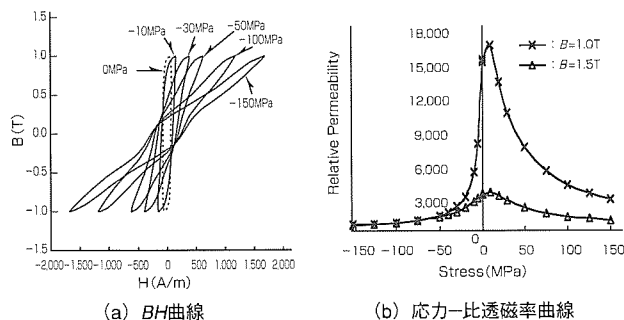 -10MPa
-30MPa
-50MPa
-100MPa
0MPa
-150MPa
1.5
1.0
0.5
0.0
-0.5
-1.0
-1.5
B(T)
-2.000 -1.500 -1.000 -500 0 500 1.000 1.500 2.000
H(A/m)
(a) BH曲線
18,000
15,000
12,000
9,000
6,000
3,000
0
Relative Permeability
: B=1.0T
: B=1.5T
-150 -100 -50 0 50 100 150
Stress(MPa)
(b) 応力ー比透磁率曲線